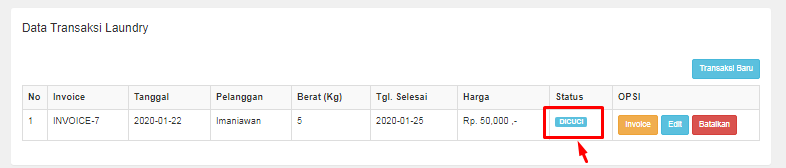 Data Transaksi Laundry
Transaksi Baru
No Invoice Tanggal Pelanggan Berat (Kg) Tgl. Selesai Harga Status OPSI
1 INVOICE-7 2020-01-22 Imaniawan 5 2020-01-25 Rp. 50,000 ,- DICUCI Invoice Edit Batalkan